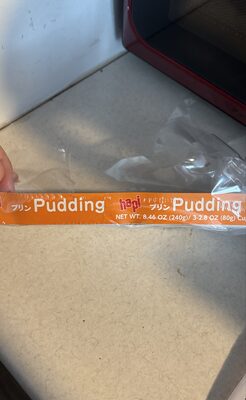 プリン Pudding hapi プリン Pudding
NET WT. 8.46 OZ (240g)/ 3-2.8 OZ (80g) Cu